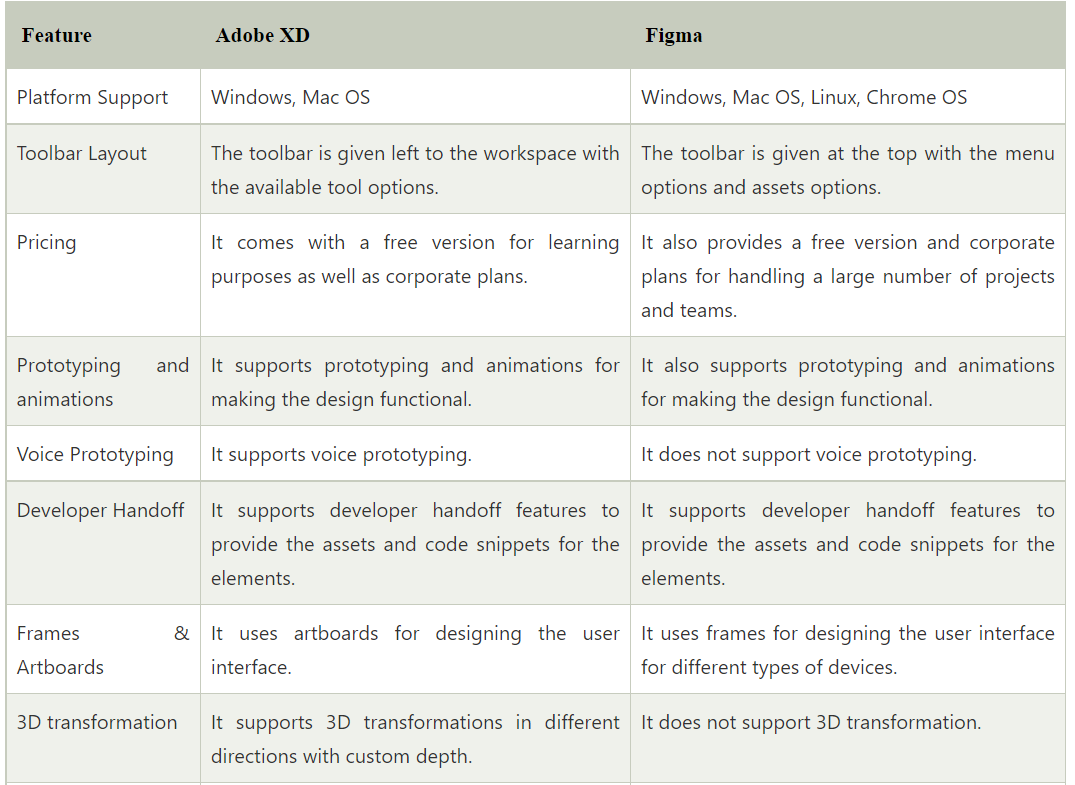 Feature Adobe XD Figma
Platform Support Windows, Mac OS Windows, Mac OS, Linux, Chrome OS
Toolbar Layout The toolbar is given left to the workspace with The toolbar is given at the top with the menu
the available tool options. options and assets options.
Pricing It comes with a free version for learning It also provides a free version and corporate
purposes as well as corporate plans. plans for handling a large number of projects
and teams.
Prototyping and It supports prototyping and animations for It also supports prototyping and animations
animations making the design functional. for making the design functional.
Voice Prototyping It supports voice prototyping. It does not support voice prototyping.
Developer Handoff It supports developer handoff features to It supports developer handoff features to
provide the assets and code snippets for the provide the assets and code snippets for the
elements. elements.
Frames & It uses artboards for designing the user It uses frames for designing the user interface
Artboards interface. for different types of devices.
3D transformation It supports 3D transformations in different It does not support 3D transformation.
directions with custom depth.